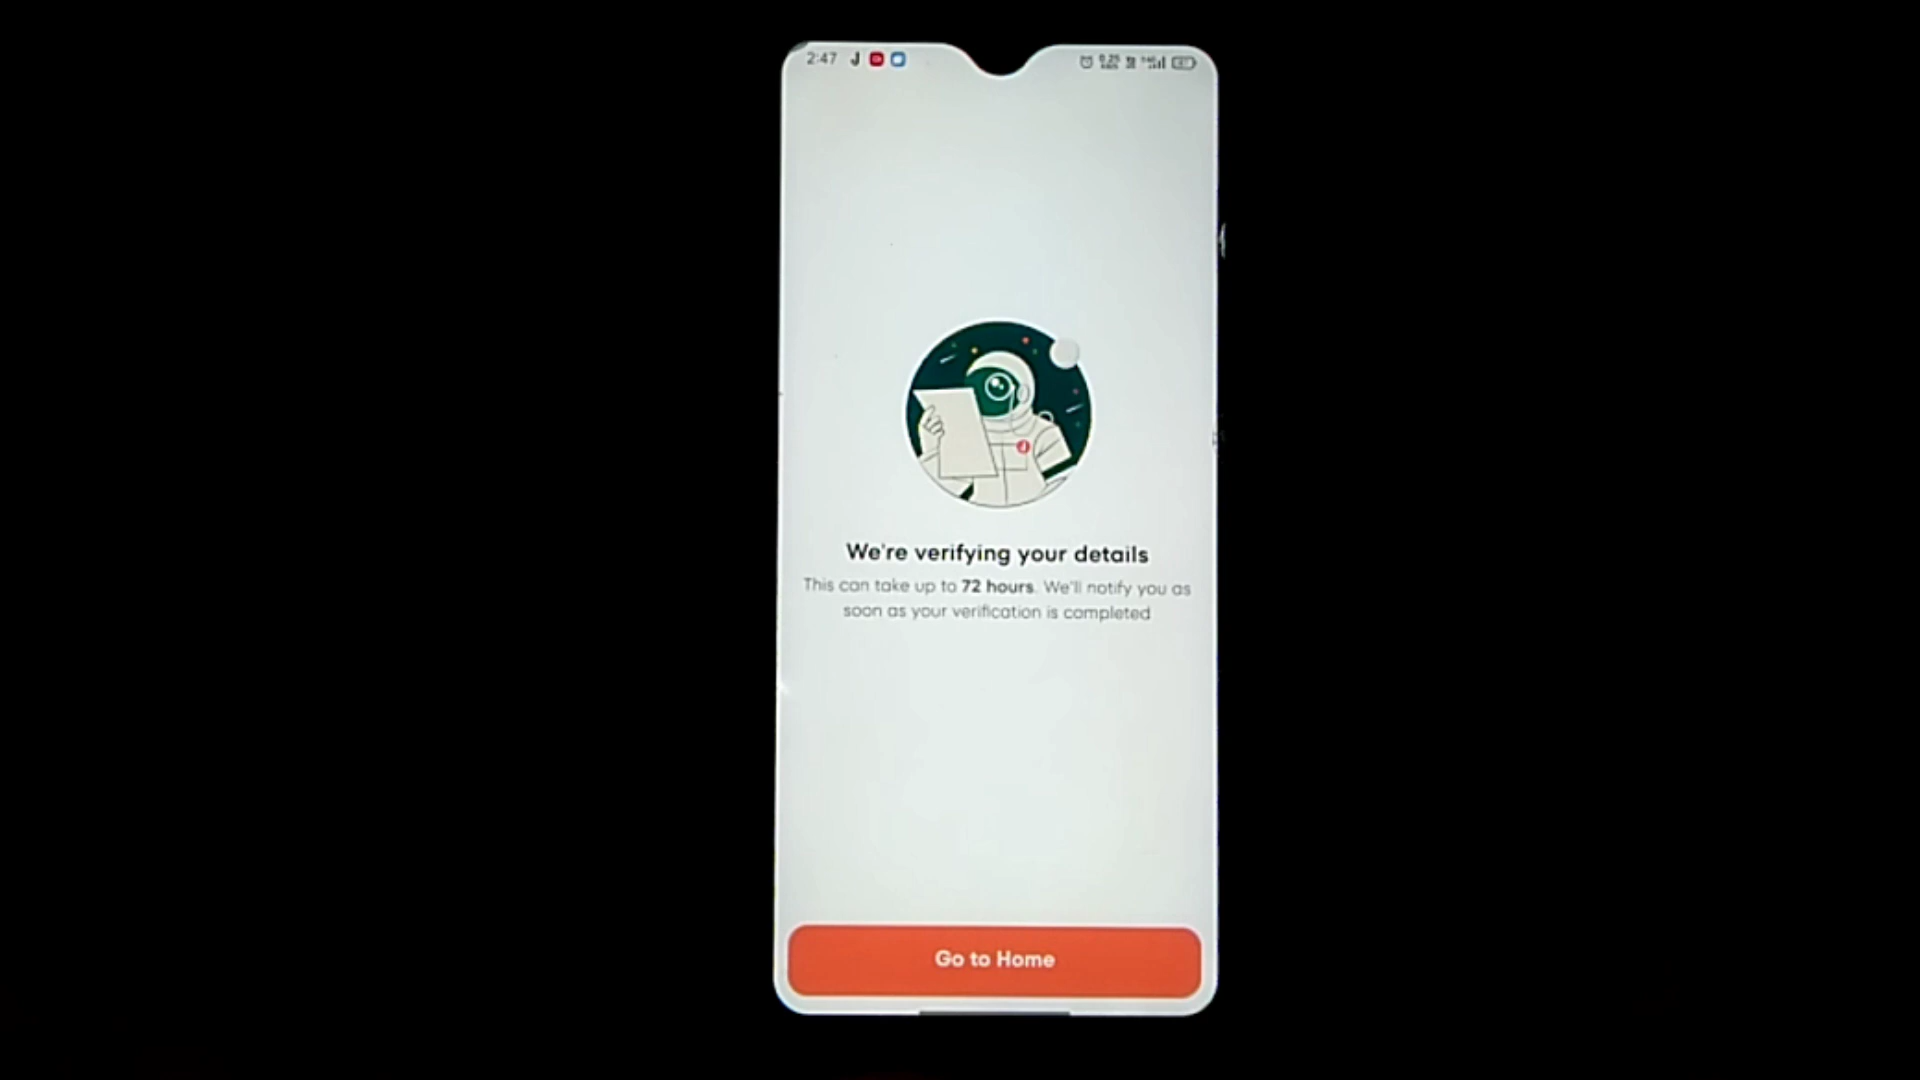 2:47 J
We're verifying your details
This can take up to 72 hours. We'll notify you as
soon as your verification is completed
Go to Home